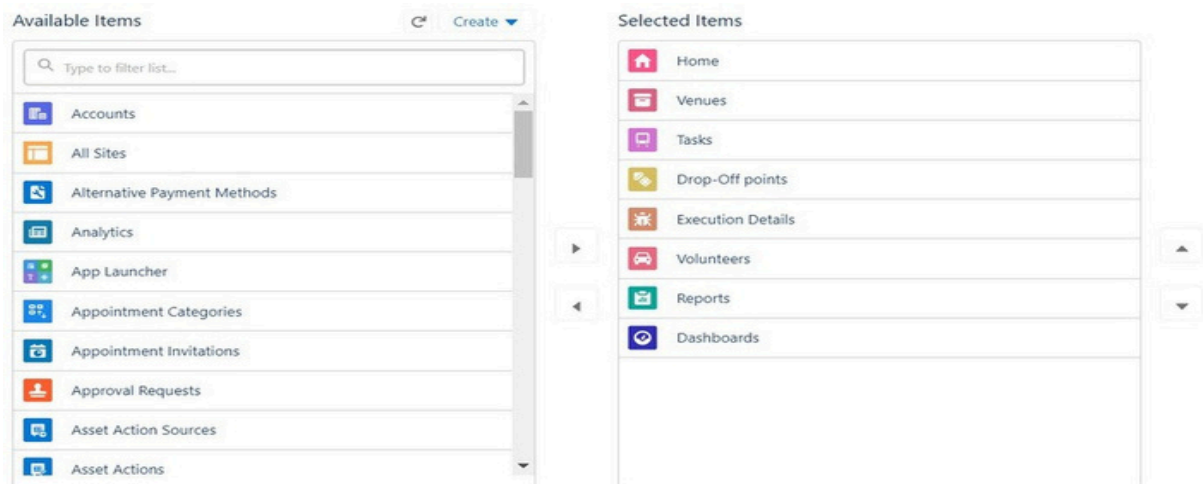 Available Items
Create
Type to filter list...
Accounts
All Sites
Alternative Payment Methods
Analytics
App Launcher
Appointment Categories
Appointment Invitations
Approval Requests
Asset Action Sources
Asset Actions
Selected Items
Home
Venues
Tasks
Drop-Off points
Execution Details
Volunteers
Reports
Dashboards